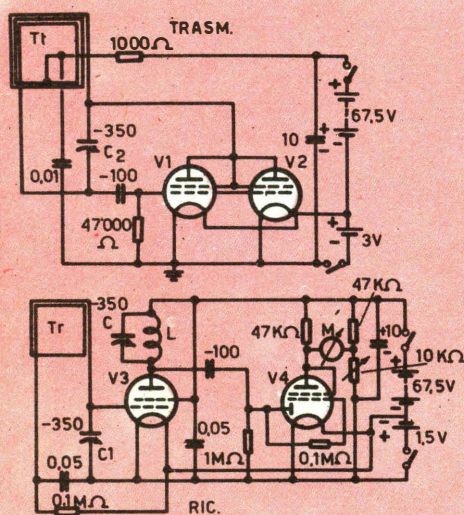 TRASM.
Tt
1000Ω
+
-350
C2
10
+
-
67,5V
+
-
0,01
-100
V1
V2
47000
Ω
+
-
3V
Tr
-350
C
L
47KΩ
M
47KΩ
+10
-350
C1
V3
-100
V4
10KΩ
+
-
67,5V
0,05
0,05
1MΩ
0,1MΩ
-
+
1,5V
0,1MΩ
RIC.